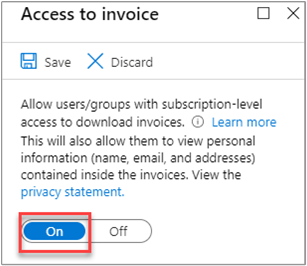 Access to invoice
Save Discard
Allow users/groups with subscription-level
access to download invoices. Learn more
This will also allow them to view personal
information (name, email, and addresses)
contained inside the invoices. View the
privacy statement.
On Off